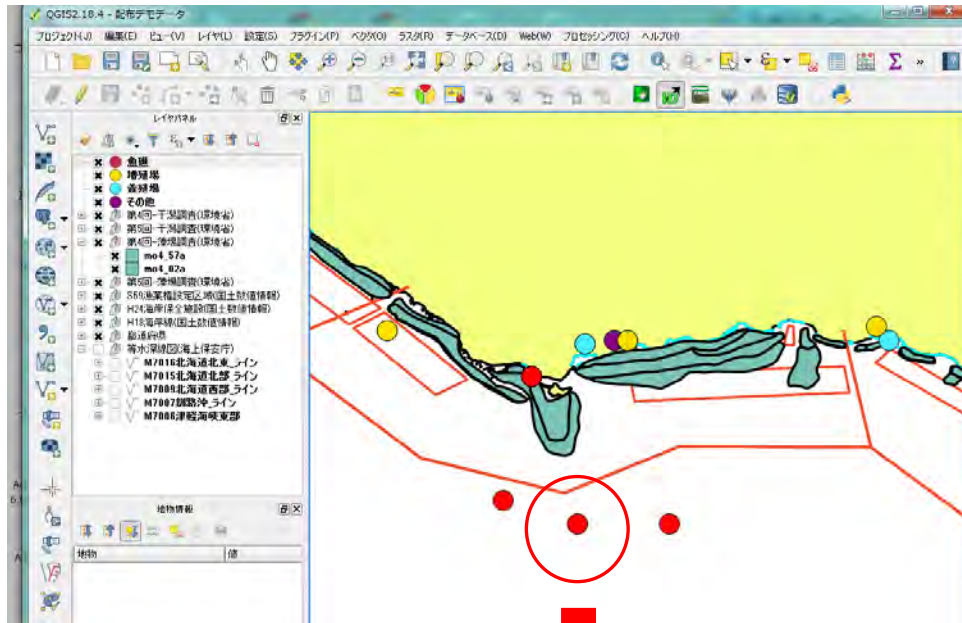 QGIS2.18.4 - 配布デモデータ
プロジェクト(J) 編集(E) ビュー(V) レイヤ(L) 設定(S) プラグイン(P) ベクタ(O) ラスタ(R) データベース(D) Web(W) プロセッシング(C) ヘルプ(H)
レイヤパネル
魚礁
増殖場
養殖場
その他
第4回-干潟調査(環境省)
第5回-干潟調査(環境省)
第4回-藻場調査(環境省)
mo4_57a
mo4_02a
第5回-藻場調査(環境省)
S59漁業権設定区域(国土数値情報)
H24海岸保全施設(国土数値情報)
H18海岸線(国土数値情報)
都道府県
等水深線図(海上保安庁)
M7016北海道北東_ライン
M7015北海道北部_ライン
M7009北海道西部_ライン
M7007釧路沖_ライン
M7006津軽海峡東部
地物情報
地物 値